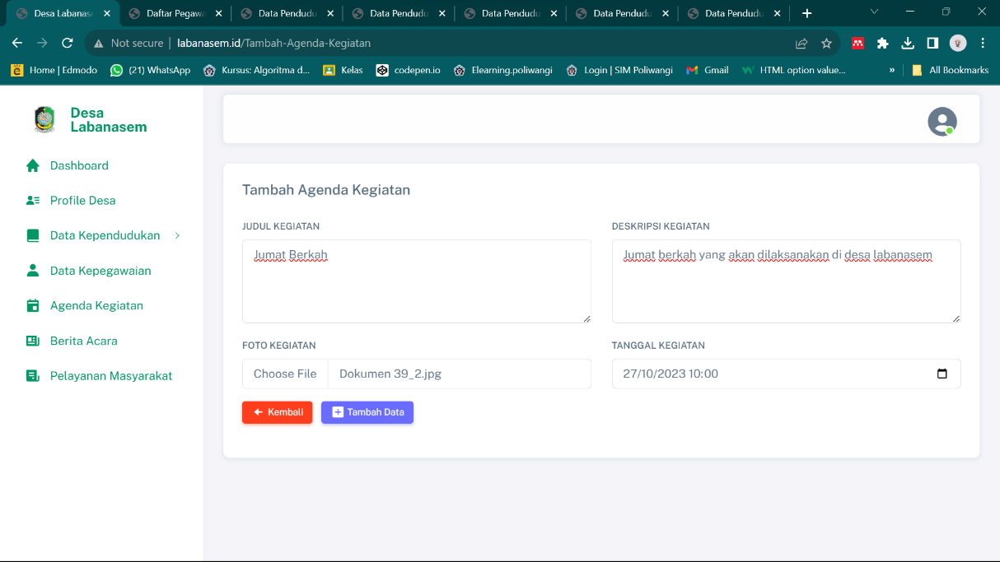 Desa Labanas
Daftar Pegaw
Data Pendudu
Data Pendudu
Data Pendudu
Data Pendudu
Data Pendudu
Not secure | labanasem.id/Tambah-Agenda-Kegiatan
Home | Edmodo
(21) WhatsApp
Kursus: Algoritma d...
Kelas
codepen.io
Elearning.poliwangi
Login | SIM Poliwangi
Gmail
HTML option value...
»
All Bookmarks
Desa
Labanasem
Dashboard
Profile Desa
Data Kependudukan
Data Kepegawaian
Agenda Kegiatan
Berita Acara
Pelayanan Masyarakat
Tambah Agenda Kegiatan
JUDUL KEGIATAN
Jumat Berkah
DESKRIPSI KEGIATAN
Jumat berkah yang akan dilaksanakan di desa labanasem
FOTO KEGIATAN
Choose File Dokumen 39_2.jpg
TANGGAL KEGIATAN
27/10/2023 10:00
Kembali
Tambah Data